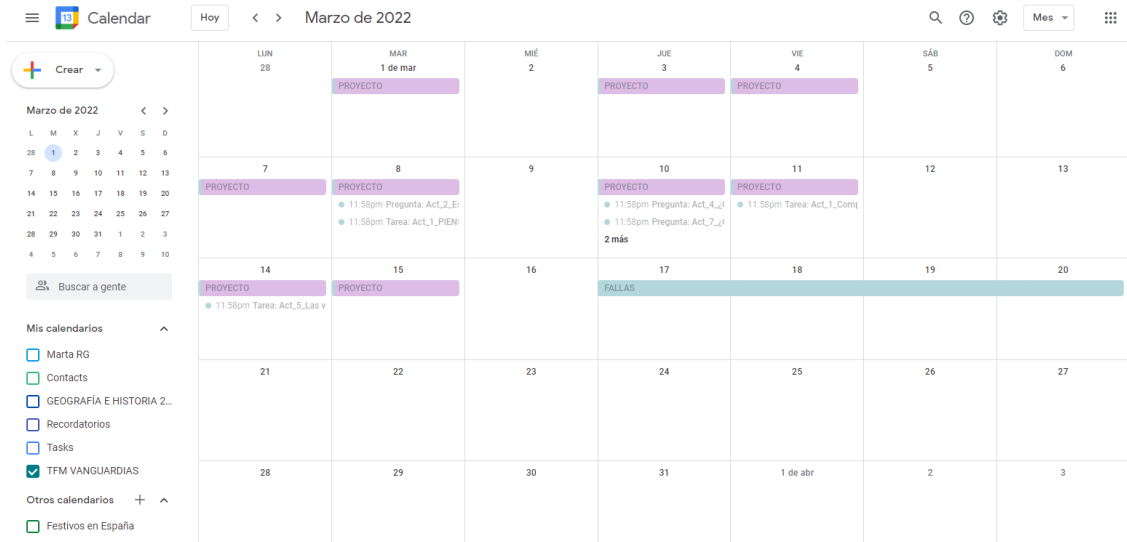 13 Calendar Hoy Marzo de 2022 Mes
Crear
Marzo de 2022
L M X J V S D
28 1 2 3 4 5 6
7 8 9 10 11 12 13
14 15 16 17 18 19 20
21 22 23 24 25 26 27
28 29 30 31 1 2 3
4 5 6 7 8 9 10
Buscar a gente
Mis calendarios
Marta RG
Contacts
GEOGRAFÍA E HISTORIA 2...
Recordatorios
Tasks
TFM VANGUARDIAS
Otros calendarios
Festivos en España
LUN MAR MIÉ JUE VIE SÁB DOM
28 1 de mar 2 3 4 5 6
PROYECTO PROYECTO PROYECTO
7 8 9 10 11 12 13
PROYECTO PROYECTO PROYECTO PROYECTO
11:58pm Pregunta: Act_2_Es 11:58pm Pregunta: Act_4_¿C 11:58pm Tarea: Act_1_Comp
11:58pm Tarea: Act_1_PIENS 11:58pm Pregunta: Act_7_¿C
2 más
14 15 16 17 18 19 20
PROYECTO PROYECTO FALLAS
11:58pm Tarea: Act_5_Las v
21 22 23 24 25 26 27
28 29 30 31 1 de abr 2 3